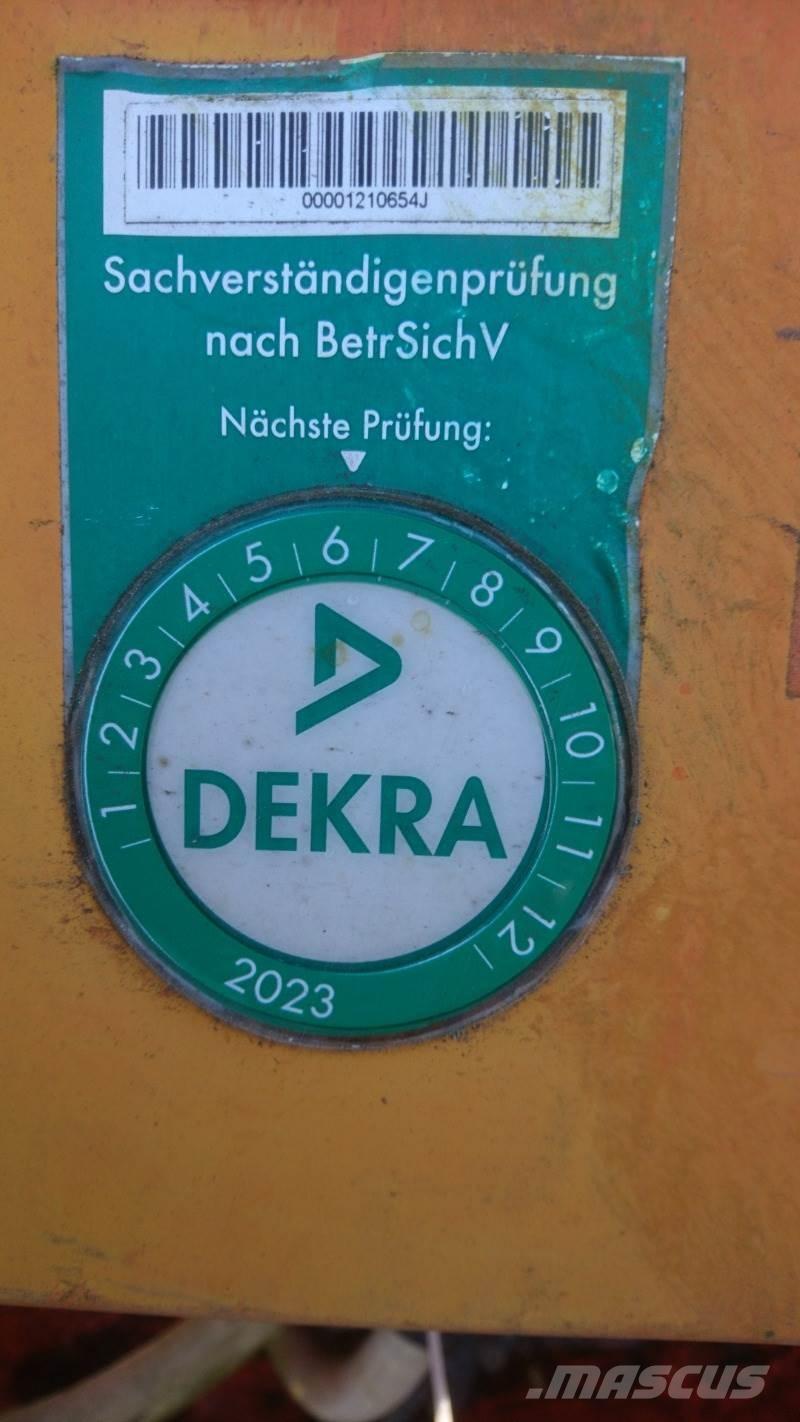 00001210654J
Sachverständigenprüfung
nach BetrSichV
Nächste Prüfung:
1 2 3 4 5 6 7 8 9 10 11 12
DEKRA
2023
.MASCUS